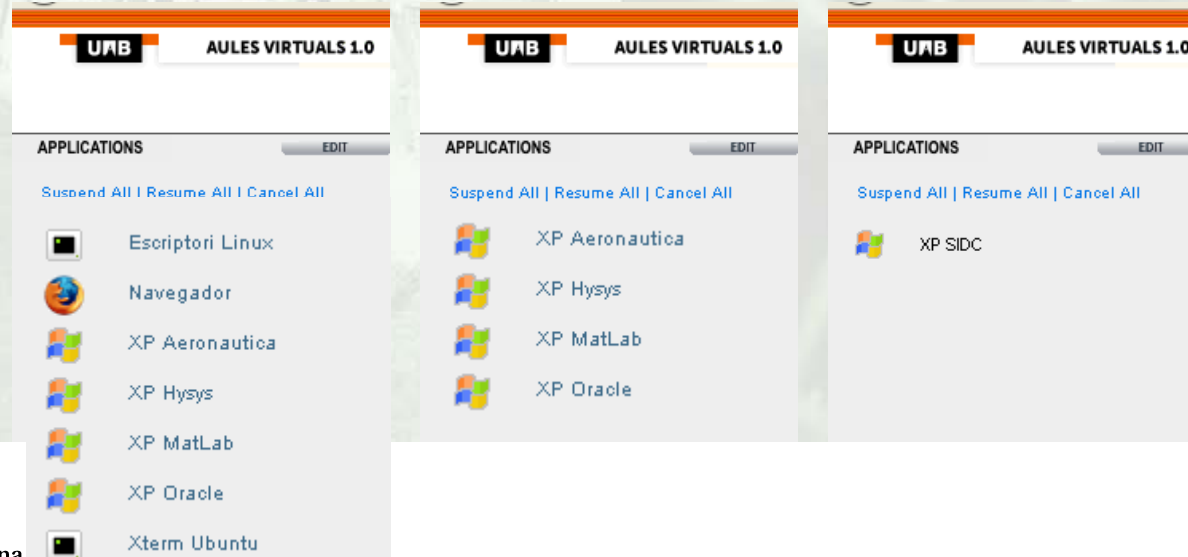 UAB AULES VIRTUALS 1.0
APPLICATIONS EDIT
Suspend All | Resume All | Cancel All
Escriptori Linux
Navegador
XP Aeronautica
XP Hysys
XP MatLab
XP Oracle
Xterm Ubuntu
UAB AULES VIRTUALS 1.0
APPLICATIONS EDIT
Suspend All | Resume All | Cancel All
XP Aeronautica
XP Hysys
XP MatLab
XP Oracle
UAB AULES VIRTUALS 1.0
APPLICATIONS EDIT
Suspend All | Resume All | Cancel All
XP SIDC